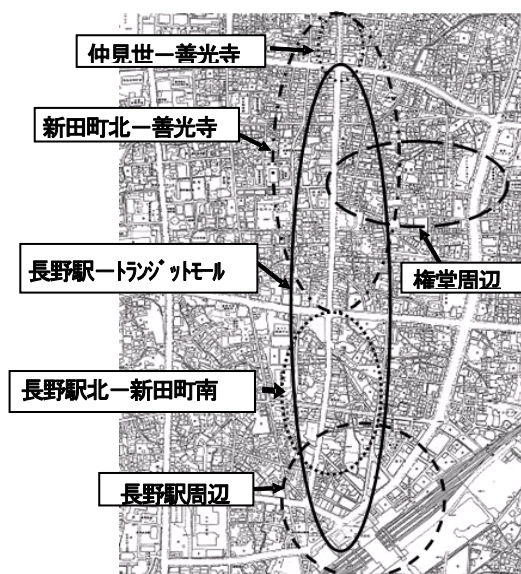 仲見世ー善光寺
新田町北ー善光寺
長野駅ートランジットモール
権堂周辺
長野駅北ー新田町南
長野駅周辺